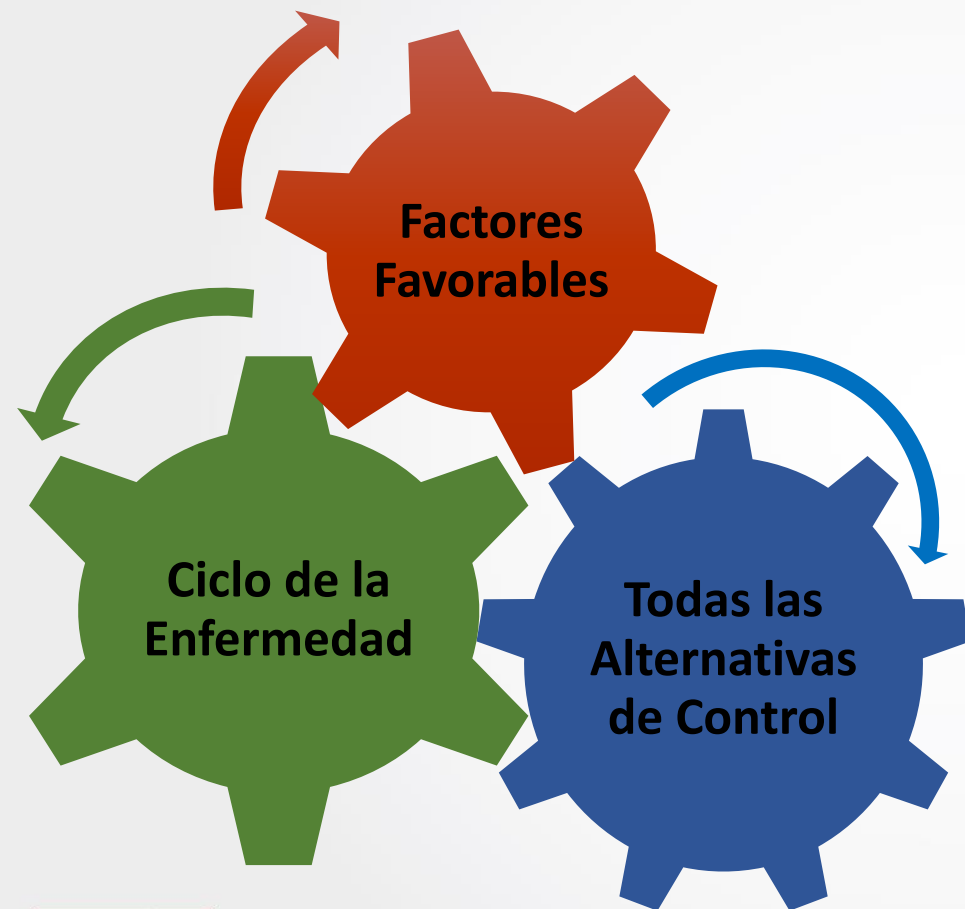 Factores
Favorables
Ciclo de la
Enfermedad
Todas las
Alternativas
de Control